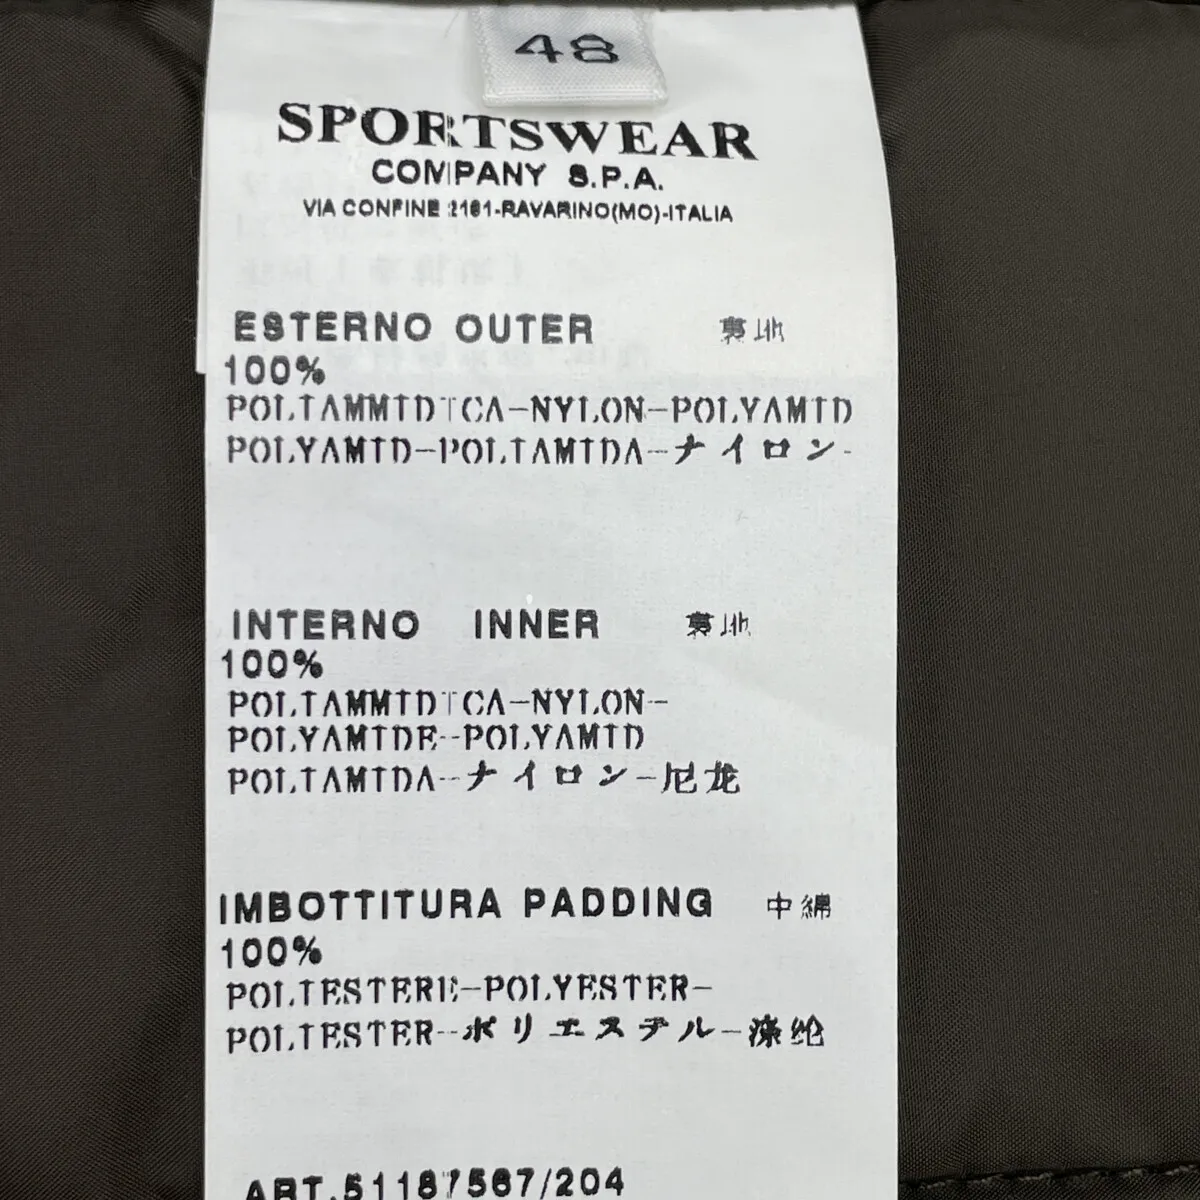 48
SPORTSWEAR
COMPANY S.P.A.
VIA CONFINE 2161-RAVARINO(MO)-ITALIA
ESTERNO OUTER 裏地
100%
POLIAMMIDICA-NYLON-POLYAMID
POLYAMID-POLIAMIDA-ナイロン-
INTERNO INNER 裏地
100%
POLIAMMIDICA-NYLON-
POLYAMIDE-POLYAMID
POLIAMIDA-ナイロン-尼龙
IMBOTTITURA PADDING 中綿
100%
POLIESTERE-POLYESTER-
POLIESTER-ポリエステル-涤纶
ART.51187567/204